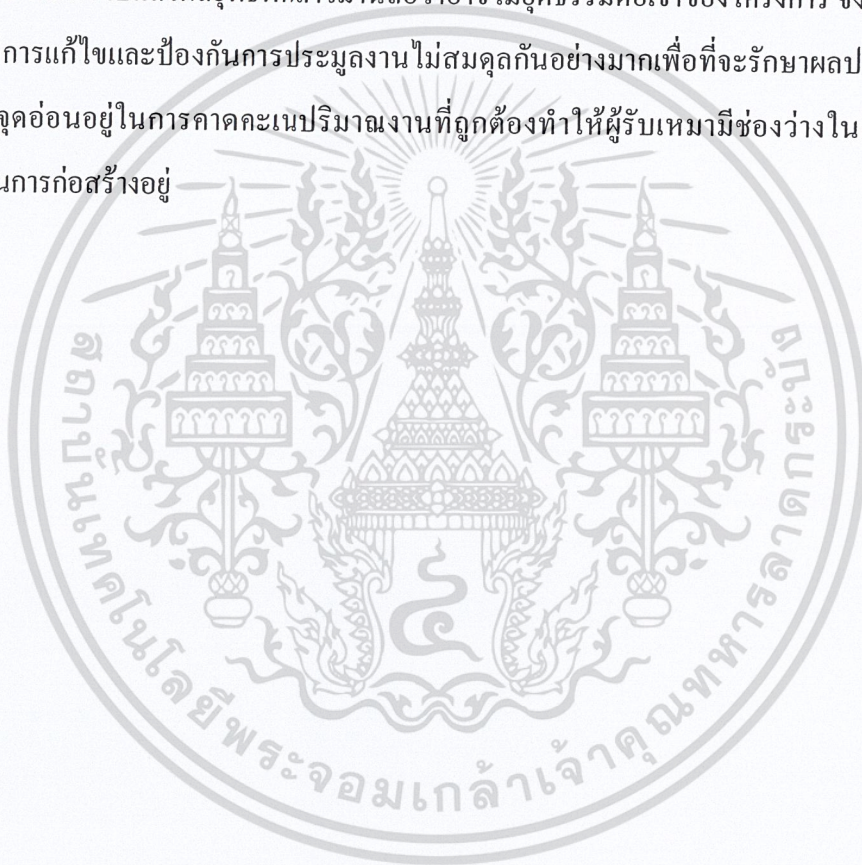 การแก้ไขและป้องกันการประมูลงานไม่สมดุลกันอย่างมากเพื่อที่จะรักษาผลป
จุดอ่อนอยู่ในการคาดคะเนปริมาณงานที่ถูกต้องทำให้ผู้รับเหมามีช่องว่างใน
นการก่อสร้างอยู่
สถาบันเทคโนโลยีพระจอมเกล้าเจ้าคุณทหารลาดกระบัง